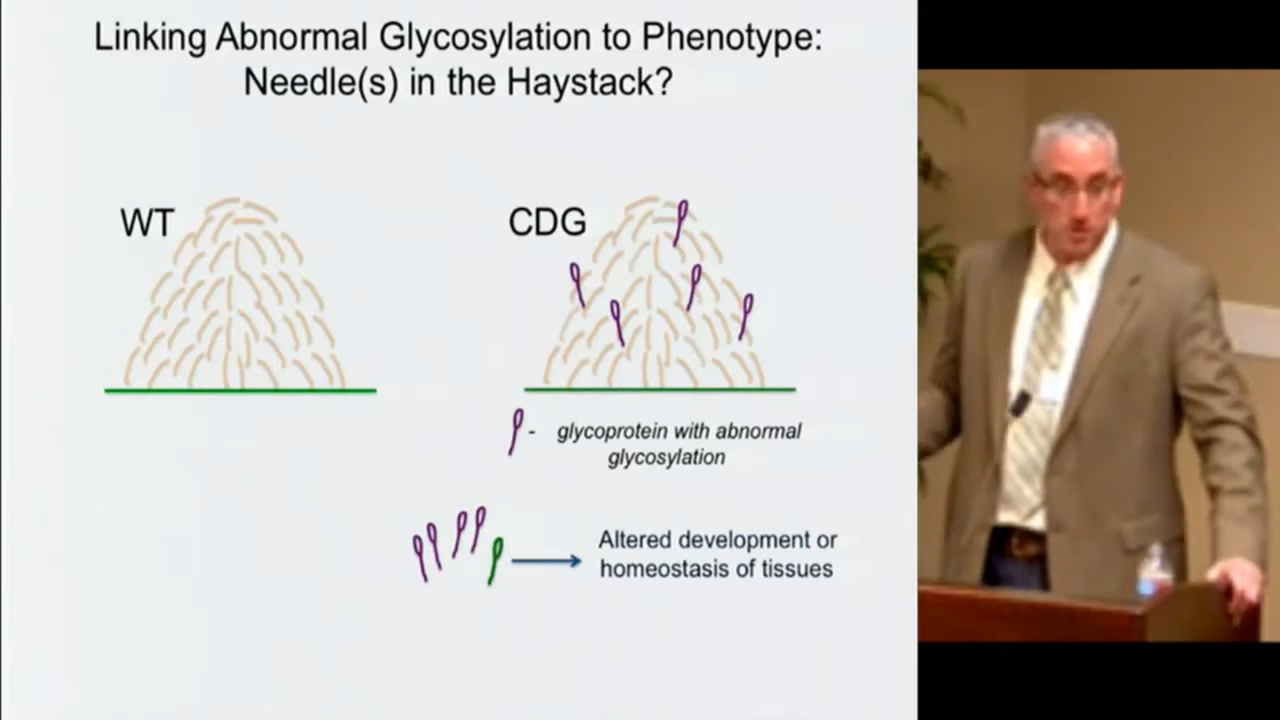 Linking Abnormal Glycosylation to Phenotype:
Needle(s) in the Haystack?
WT
CDG
- glycoprotein with abnormal
glycosylation
Altered development or
homeostasis of tissues